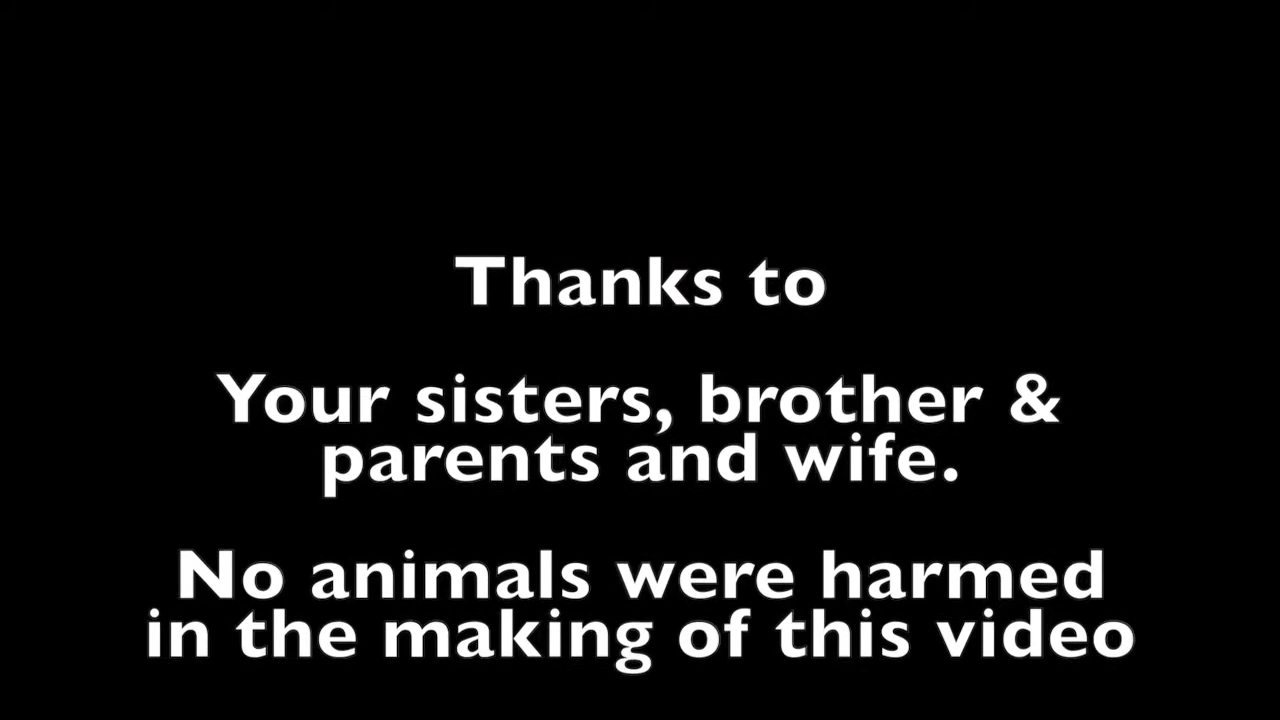 Thanks to
Your sisters, brother &
parents and wife.
No animals were harmed
in the making of this video